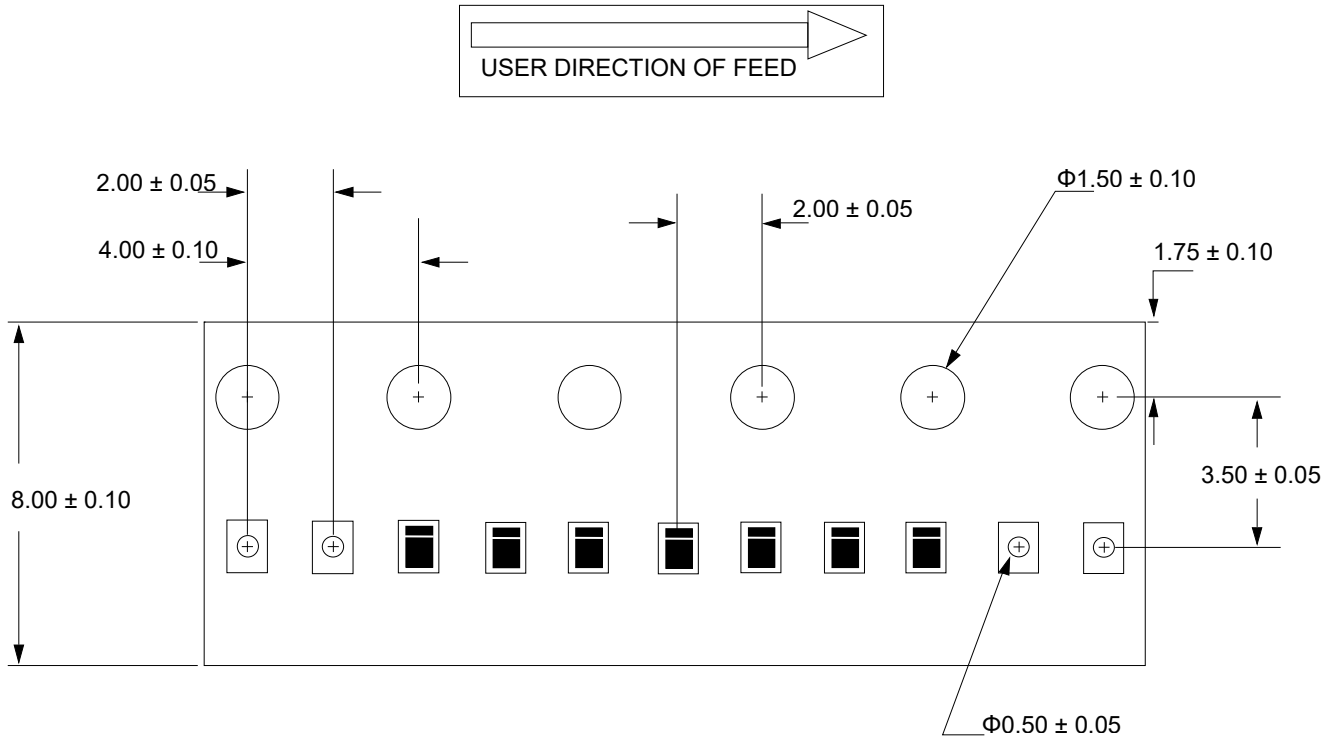 USER DIRECTION OF FEED
2.00 ± 0.05
Φ1.50 ± 0.10
2.00 ± 0.05
4.00 ± 0.10
1.75 ± 0.10
3.50 ± 0.05
8.00 ± 0.10
Φ0.50 ± 0.05